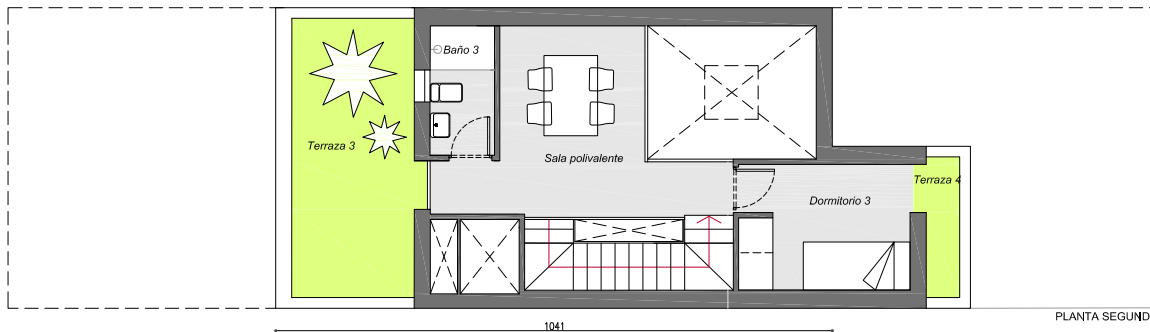 Baño 3
Terraza 3
Sala polivalente
Terraza 4
Dormitorio 3
PLANTA SEGUND
1041